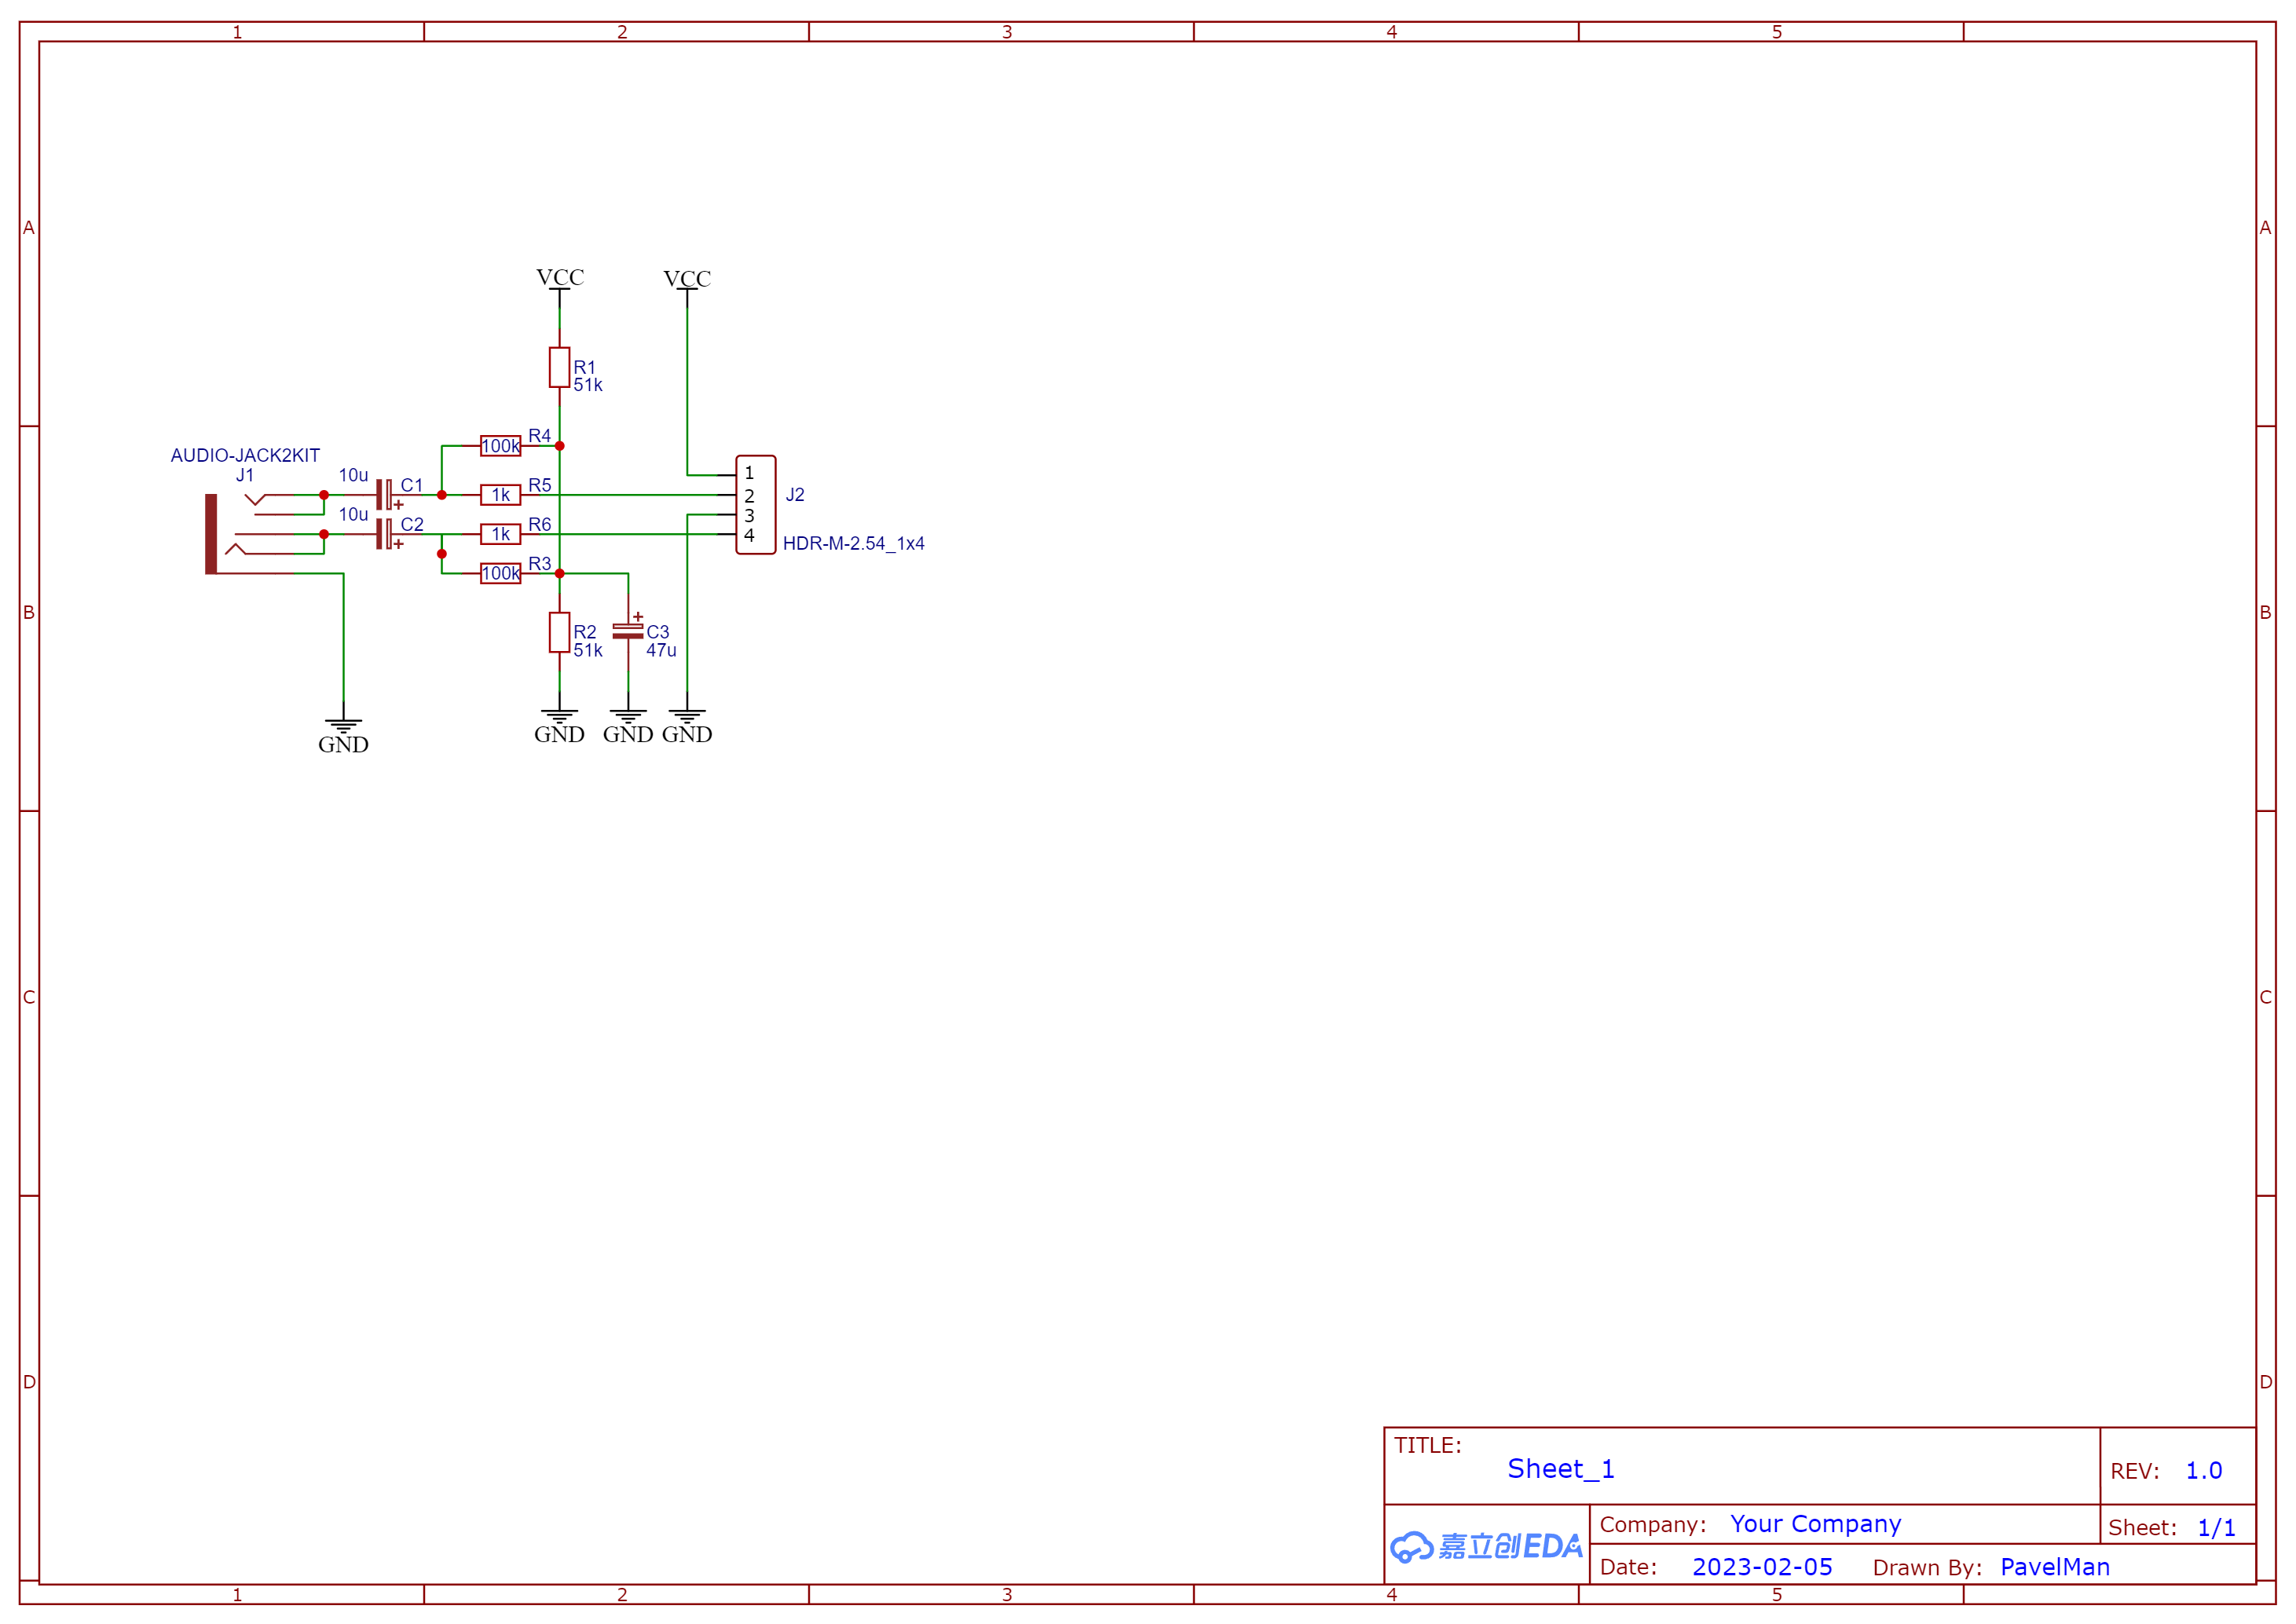 1 2 3 4 5
A A
VCC VCC
R1
51k
R4
100k
AUDIO-JACK2KIT
J1
10u C1
1k R5
10u C2
1k R6
100k R3
1
2
3
4
J2
HDR-M-2.54_1x4
B B
R2
51k
C3
47u
GND GND GND GND
C C
D D
TITLE:
Sheet_1
REV: 1.0
嘉立创EDA
Company: Your Company
Sheet: 1/1
Date: 2023-02-05 Drawn By: PavelMan
1 2 3 4 5